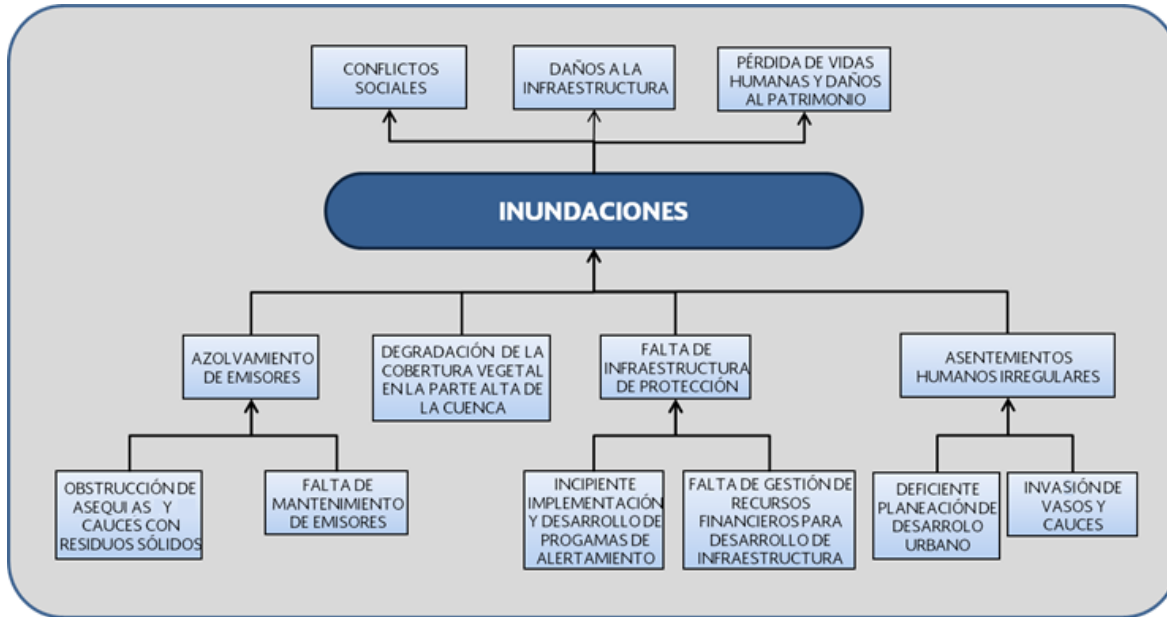 CONFLICTOS
SOCIALES
DAÑOS A LA
INFRAESTRUCTURA
PÉRDIDA DE VIDAS
HUMANAS Y DAÑOS
AL PATRIMONIO
INUNDACIONES
AZOLVAMIENTO
DE EMISORES
DEGRADACIÓN DE LA
COBERTURA VEGETAL
EN LA PARTE ALTA DE
LA CUENCA
FALTA DE
INFRAESTRUCTURA
DE PROTECCIÓN
ASENTEMIENTOS
HUMANOS IRREGULARES
OBSTRUCCIÓN DE
ASEQUI AS Y
CAUCES CON
RESIDUOS SÓLIDOS
FALTA DE
MANTENIMIENTO
DE EMISORES
INCIPIENTE
IMPLEMENTACIÓN
Y DESARROLLO DE
PROGAMAS DE
ALERTAMIENTO
FALTA DE GESTIÓN DE
RECURSOS
FINANCIEROS PARA
DESARROLLO DE
INFRAESTRUCTURA
DEFICIENTE
PLANEACIÓN DE
DESARROLO
URBANO
INVASIÓN DE
VASOS Y
CAUCES